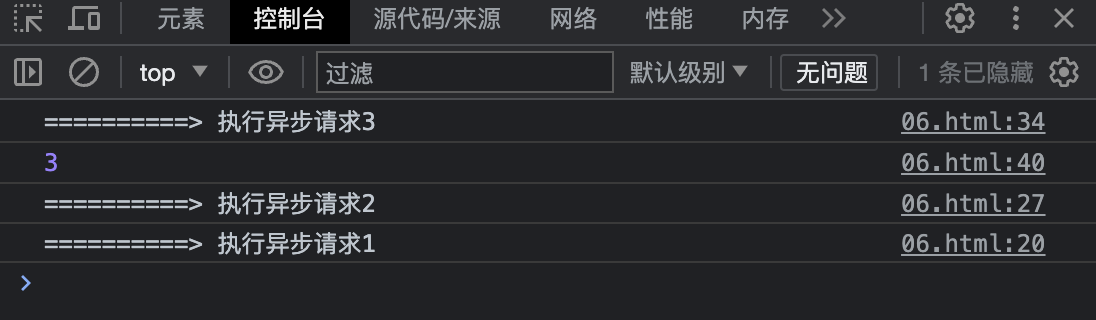 元素 控制台 源代码/来源 网络 性能 内存
top 过滤 默认级别 无问题 1 条已隐藏
==========> 执行异步请求3 06.html:34
3 06.html:40
==========> 执行异步请求2 06.html:27
==========> 执行异步请求1 06.html:20